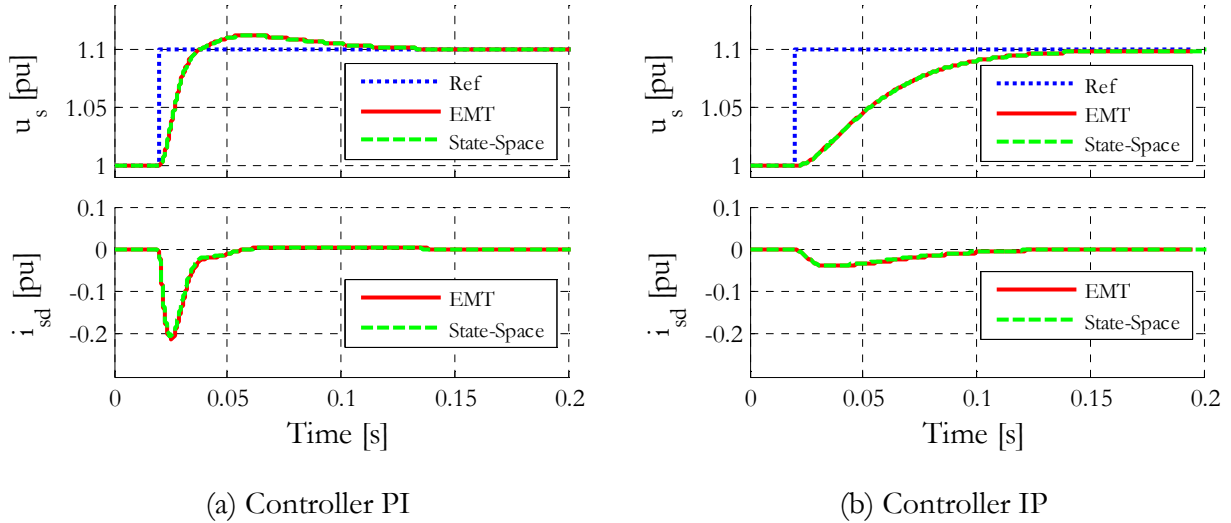 1.1
1.05
1
u s [pu]
Ref
EMT
State-Space
0.1
0
-0.1
-0.2
i sd [pu]
EMT
State-Space
0 0.05 0.1 0.15 0.2
Time [s]
(a) Controller PI
1.1
1.05
1
u s [pu]
Ref
EMT
State-Space
0.1
0
-0.1
-0.2
i sd [pu]
EMT
State-Space
0 0.05 0.1 0.15 0.2
Time [s]
(b) Controller IP